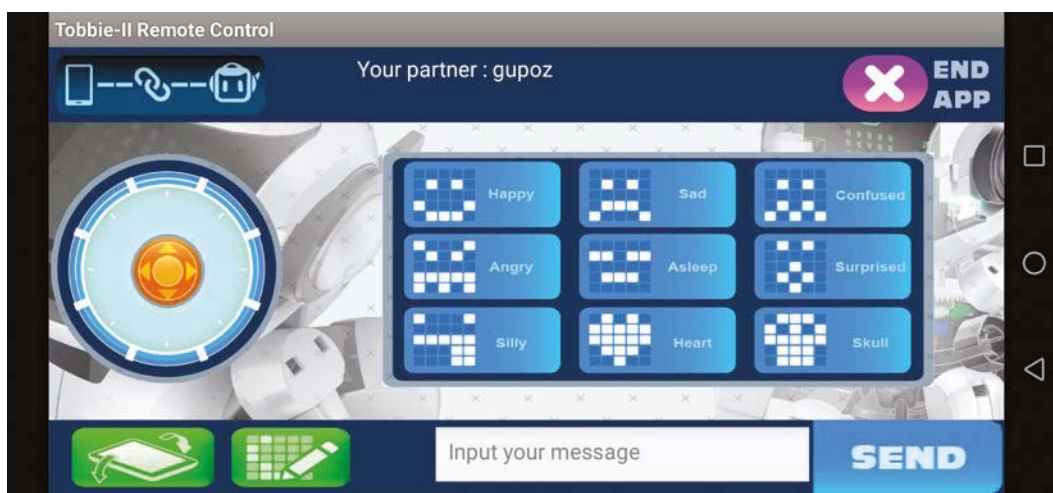 Tobbie-II Remote Control
Your partner : gupoz
END
APP
Happy
Sad
Confused
Angry
Asleep
Surprised
Silly
Heart
Skull
Input your message
SEND